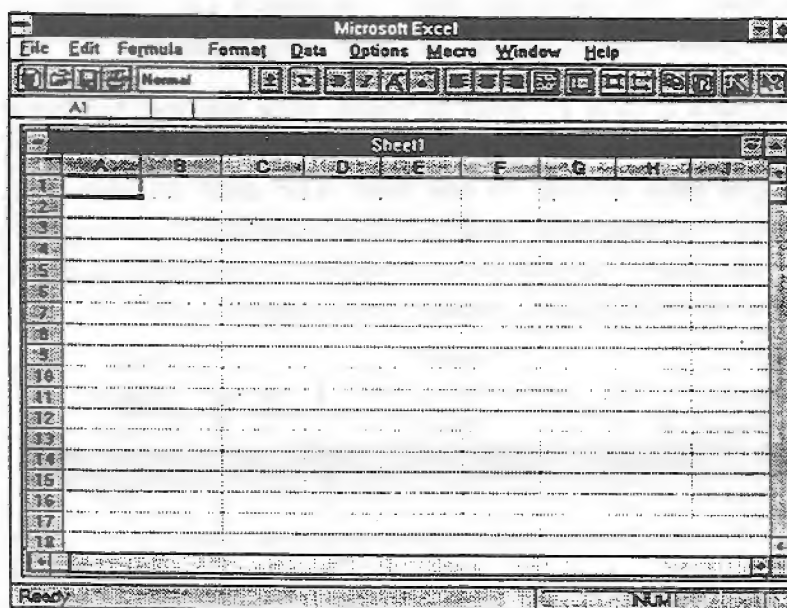 Microsoft Excel
File Edit Formula Format Data Options Macro Window Help
Normal
A1
Sheet1
A B C D E F G H I
1
2
3
4
5
6
7
8
9
10
11
12
13
14
15
16
17
18
Ready NUM